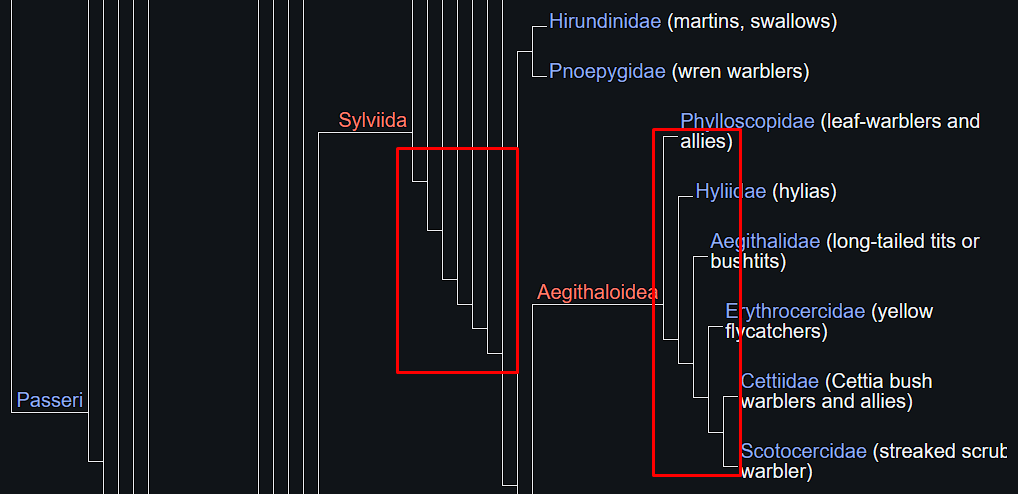 Hirundinidae (martins, swallows)
Pnoepygidae (wren warblers)
Sylviida
Phylloscopidae (leaf-warblers and
allies)
Hyliidae (hylias)
Aegithalidae (long-tailed tits or
bushtits)
Aegithaloidea
Erythrocercidae (yellow
flycatchers)
Cettiidae (Cettia bush
warblers and allies)
Passeri
Scotocercidae (streaked scrub
warbler)